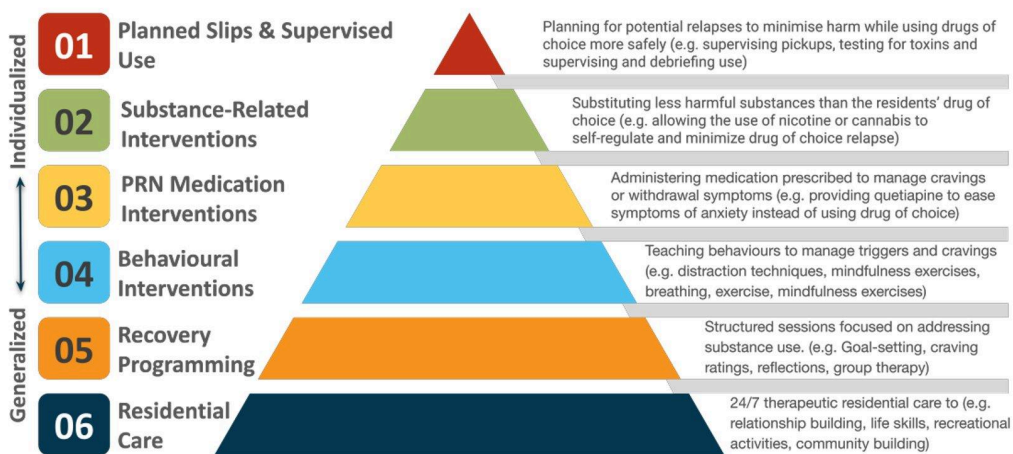 Individualized
Generalized
01
Planned Slips & Supervised
Use
Planning for potential relapses to minimise harm while using drugs of
choice more safely (e.g. supervising pickups, testing for toxins and
supervising and debriefing use)
02
Substance-Related
Interventions
Substituting less harmful substances than the residents' drug of
choice (e.g. allowing the use of nicotine or cannabis to
self-regulate and minimize drug of choice relapse)
03
PRN Medication
Interventions
Administering medication prescribed to manage cravings
or withdrawal symptoms (e.g. providing quetiapine to ease
symptoms of anxiety instead of using drug of choice)
04
Behavioural
Interventions
Teaching behaviours to manage triggers and cravings
(e.g. distraction techniques, mindfulness exercises,
breathing, exercise, mindfulness exercises)
05
Recovery
Programming
Structured sessions focused on addressing
substance use. (e.g. Goal-setting, craving
ratings, reflections, group therapy)
06
Residential
Care
24/7 therapeutic residential care to (e.g.
relationship building, life skills, recreational
activities, community building)